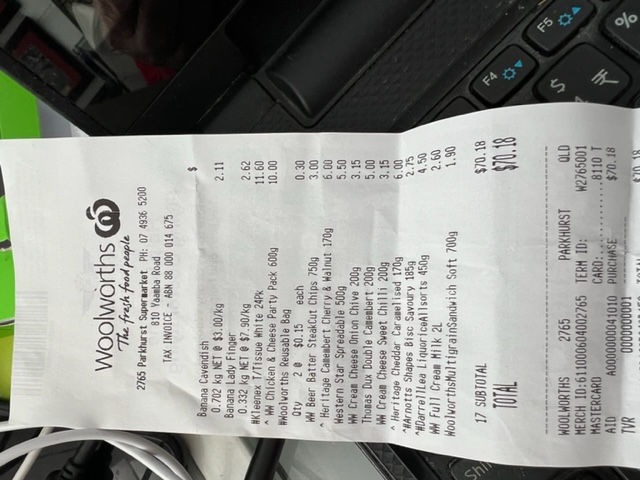 Woolworths
The fresh food people
2765 Parkhurst Supermarket PH: 07 4936 5200
810 Yaamba Road
TAX INVOICE - ABN 88 000 014 675
$
Banana Cavendish
0.702 kg NET @ $3.00/kg 2.11
Banana Lady Finger
0.332 kg NET @ $7.90/kg 2.62
#Kleenex T/Tissue White 24Pk 11.60
^ WW Chicken & Cheese Party Pack 600g 10.00
#Woolworths Reusable Bag
Qty 2 @ $0.15 each 0.30
WW Beer Batter SteakCut Chips 750g 3.00
^ Heritage Camembert Cherry & Walnut 170g 6.00
Western Star Spreadable 500g 5.50
WW Cream Cheese Onion Chive 200g 3.15
Thomas Dux Double Camembert 200g 5.00
WW Cream Cheese Sweet Chilli 200g 3.15
^ Heritage Cheddar Caramelised 170g 6.00
^#Arnotts Shapes Bisc Savoury 185g 2.75
^#DarrellLea LiquoriceAllsorts 450g 4.50
WW Full Cream Milk 2L 2.60
WoolworthsMultigrainSandwich Soft 700g 1.90
17 SUBTOTAL $70.18
TOTAL $70.18
WOOLWORTHS 2765 PARKHURST QLD
MERCH ID: 611000604002765 TERM ID: W2765001
MASTERCARD CARD: ..........8110 T
AID A0000000041010 PURCHASE $70.18
TVR 0000000001
F4
F5
$
₹
%
Shi